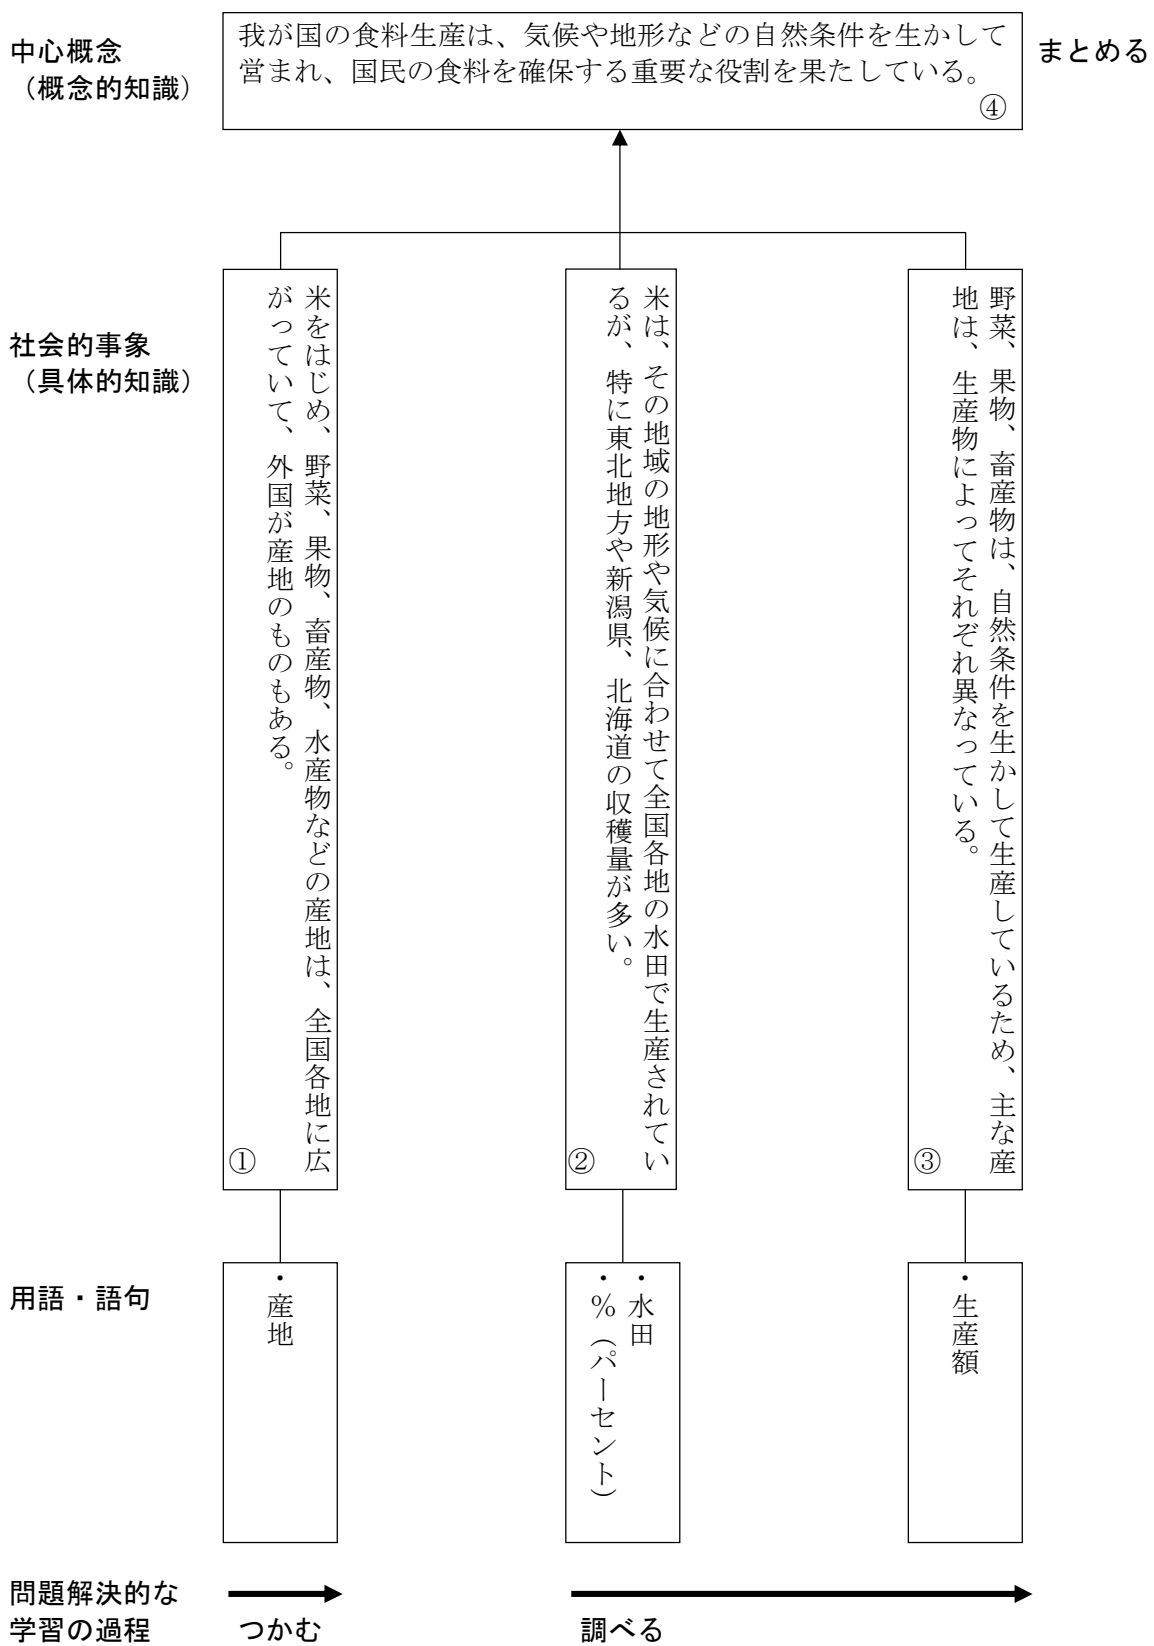 中心概念
（概念的知識）
我が国の食料生産は、気候や地形などの自然条件を生かして
営まれ、国民の食料を確保する重要な役割を果たしている。
④
まとめる
社会的事象
（具体的知識）
米をはじめ、野菜、果物、畜産物、水産物などの産地は、全国各地に広
がっていて、外国が産地のものもある。
①
米は、その地域の地形や気候に合わせて全国各地の水田で生産されてい
るが、特に東北地方や新潟県、北海道の収穫量が多い。
②
野菜、果物、畜産物は、自然条件を生かして生産しているため、主な産
地は、生産物によってそれぞれ異なっている。
③
用語・語句
・産地
・水田
・％（パーセント）
・生産額
問題解決的な
学習の過程
つかむ
調べる